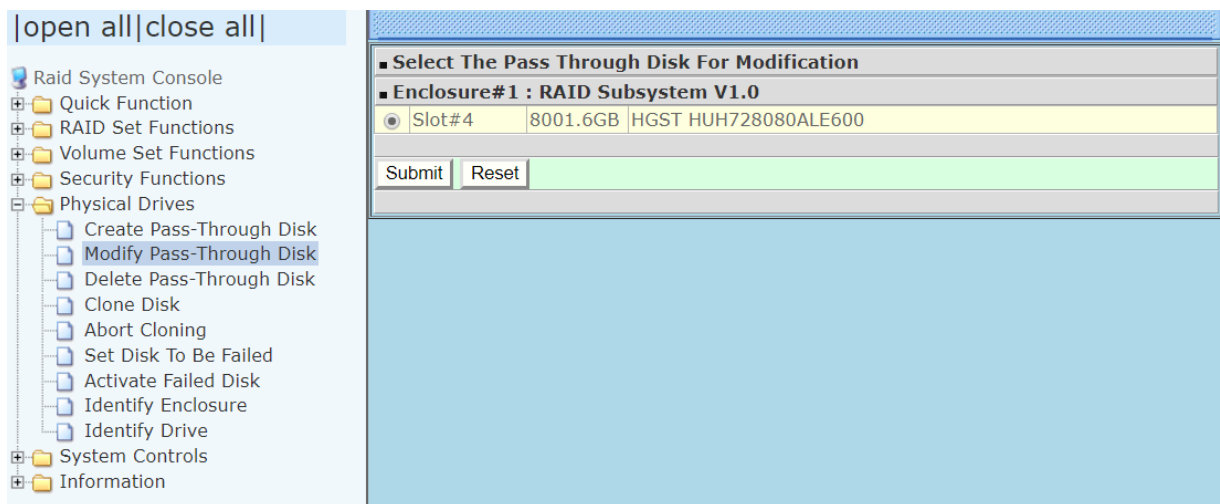 |open all|close all|
Raid System Console
Quick Function
RAID Set Functions
Volume Set Functions
Security Functions
Physical Drives
Create Pass-Through Disk
Modify Pass-Through Disk
Delete Pass-Through Disk
Clone Disk
Abort Cloning
Set Disk To Be Failed
Activate Failed Disk
Identify Enclosure
Identify Drive
System Controls
Information
Select The Pass Through Disk For Modification
Enclosure#1 : RAID Subsystem V1.0
Slot#4 8001.6GB HGST HUH728080ALE600
Submit Reset